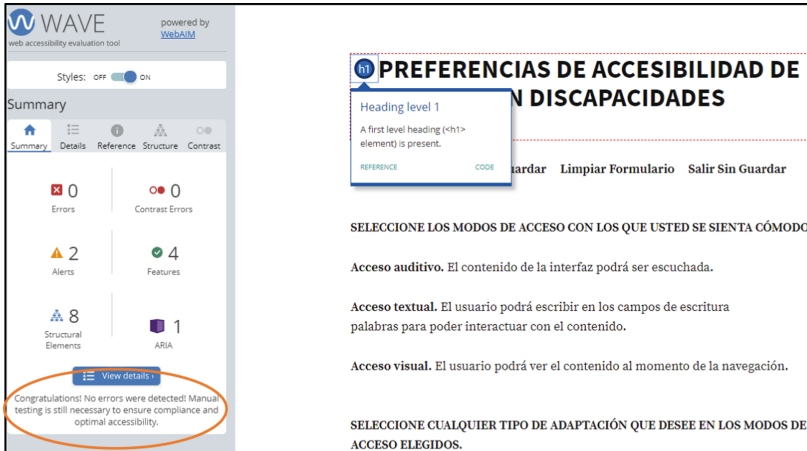 WAVE
web accessibility evaluation tool
powered by
WebAIM
Styles: OFF ON
Summary
Summary Details Reference Structure Contrast
0
Errors
0
Contrast Errors
2
Alerts
4
Features
8
Structural
Elements
1
ARIA
View details ›
Congratulations! No errors were detected! Manual
testing is still necessary to ensure compliance and
optimal accessibility.
h1 PREFERENCIAS DE ACCESIBILIDAD DE
N DISCAPACIDADES
Heading level 1
A first level heading (<h1>
element) is present.
REFERENCE CODE
uardar Limpiar Formulario Salir Sin Guardar
SELECCIONE LOS MODOS DE ACCESO CON LOS QUE USTED SE SIENTA CÓMODO
Acceso auditivo. El contenido de la interfaz podrá ser escuchada.
Acceso textual. El usuario podrá escribir en los campos de escritura
palabras para poder interactuar con el contenido.
Acceso visual. El usuario podrá ver el contenido al momento de la navegación.
SELECCIONE CUALQUIER TIPO DE ADAPTACIÓN QUE DESEE EN LOS MODOS DE
ACCESO ELEGIDOS.